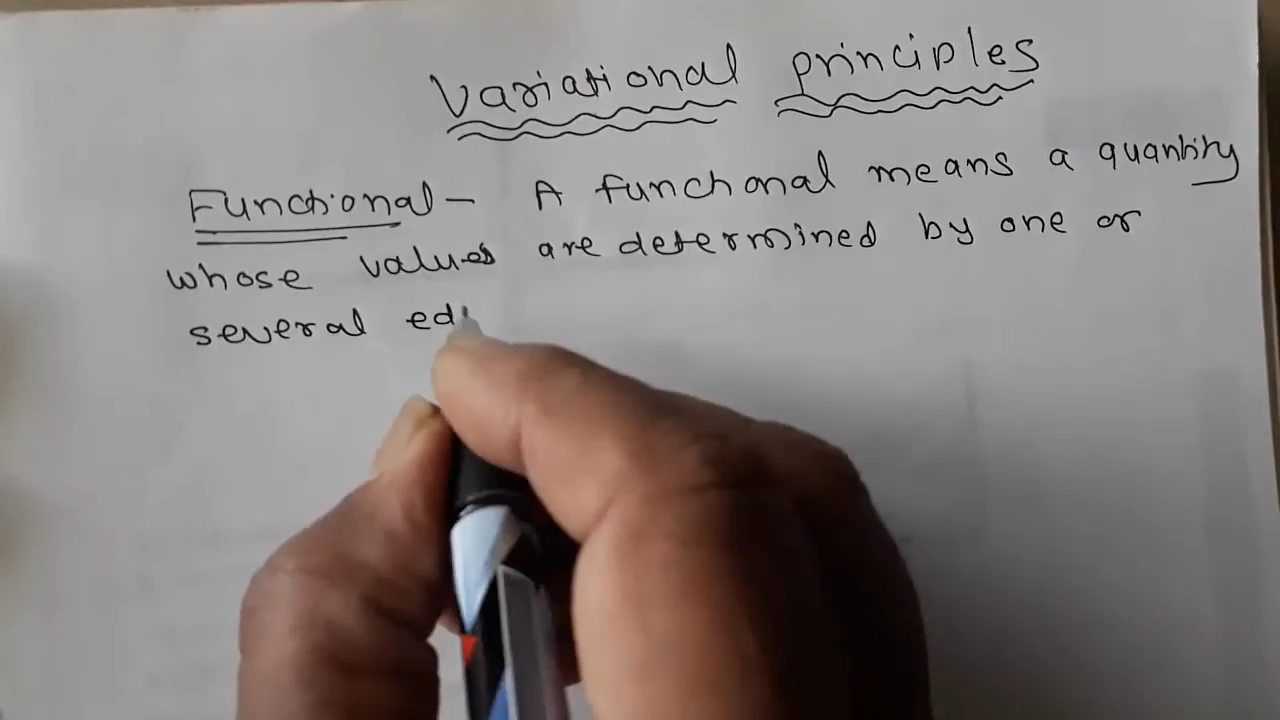 Variational principles
Functional - A functional means a quantity
whose values are determined by one or
several